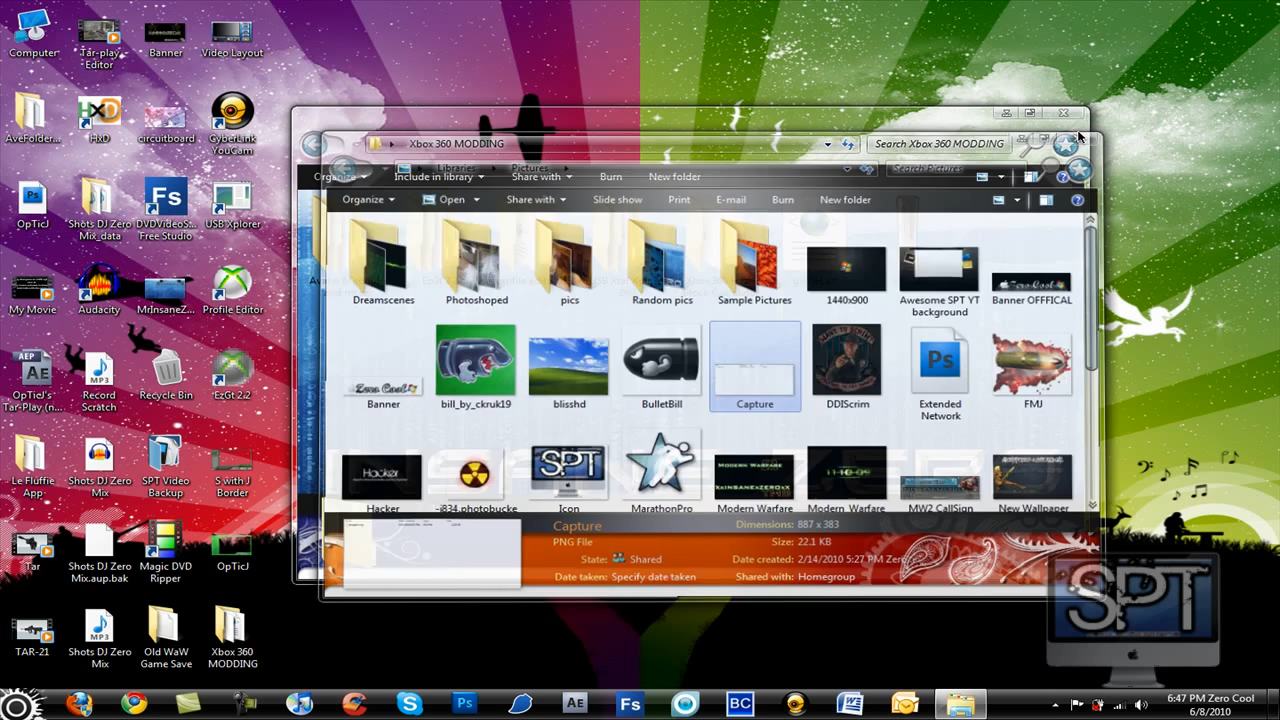 Computer
Tar-play Editor
Banner
Video Layout
AveFolder...
HxD
circuitboard
CyberLink YouCam
OpTicJ
Shots DJ Zero Mix_data
DVDVideoS... Free Studio
USB Xplorer
My Movie
Audacity
MrInsaneZ...
Profile Editor
OpTicJ's Tar-Play (n...
Record Scratch
Recycle Bin
EzGt 2.2
Le Fluffie App
Shots DJ Zero Mix
SPT Video Backup
S with J Border
Tar
Shots DJ Zero Mix.aup.bak
Magic DVD Ripper
OpTicJ
TAR-21
Shots DJ Zero Mix
Old WaW Game Save
Xbox 360 MODDING
Xbox 360 MODDING
Search Xbox 360 MODDING
Libraries Pictures
Search Pictures
Organize Include in library Share with Burn New folder
Organize Open Share with Slide show Print E-mail Burn New folder
Dreamscenes
Photoshoped
pics
Random pics
Sample Pictures
1440x900
Awesome SPT YT background
Banner OFFFICAL
Banner
bill_by_ckruk19
blisshd
BulletBill
Capture
DDIScrim
Extended Network
FMJ
Hacker
~i834.photobucke
Icon
MarathonPro
Modern Warfare
Modern Warfare
MW2 CallSign
New Wallpaper
Capture
PNG File
State: Shared
Date taken: Specify date taken
Dimensions: 887 x 383
Size: 22.1 KB
Date created: 2/14/2010 5:27 PM Zero
Shared with: Homegroup
SPT
6:47 PM Zero Cool
6/8/2010